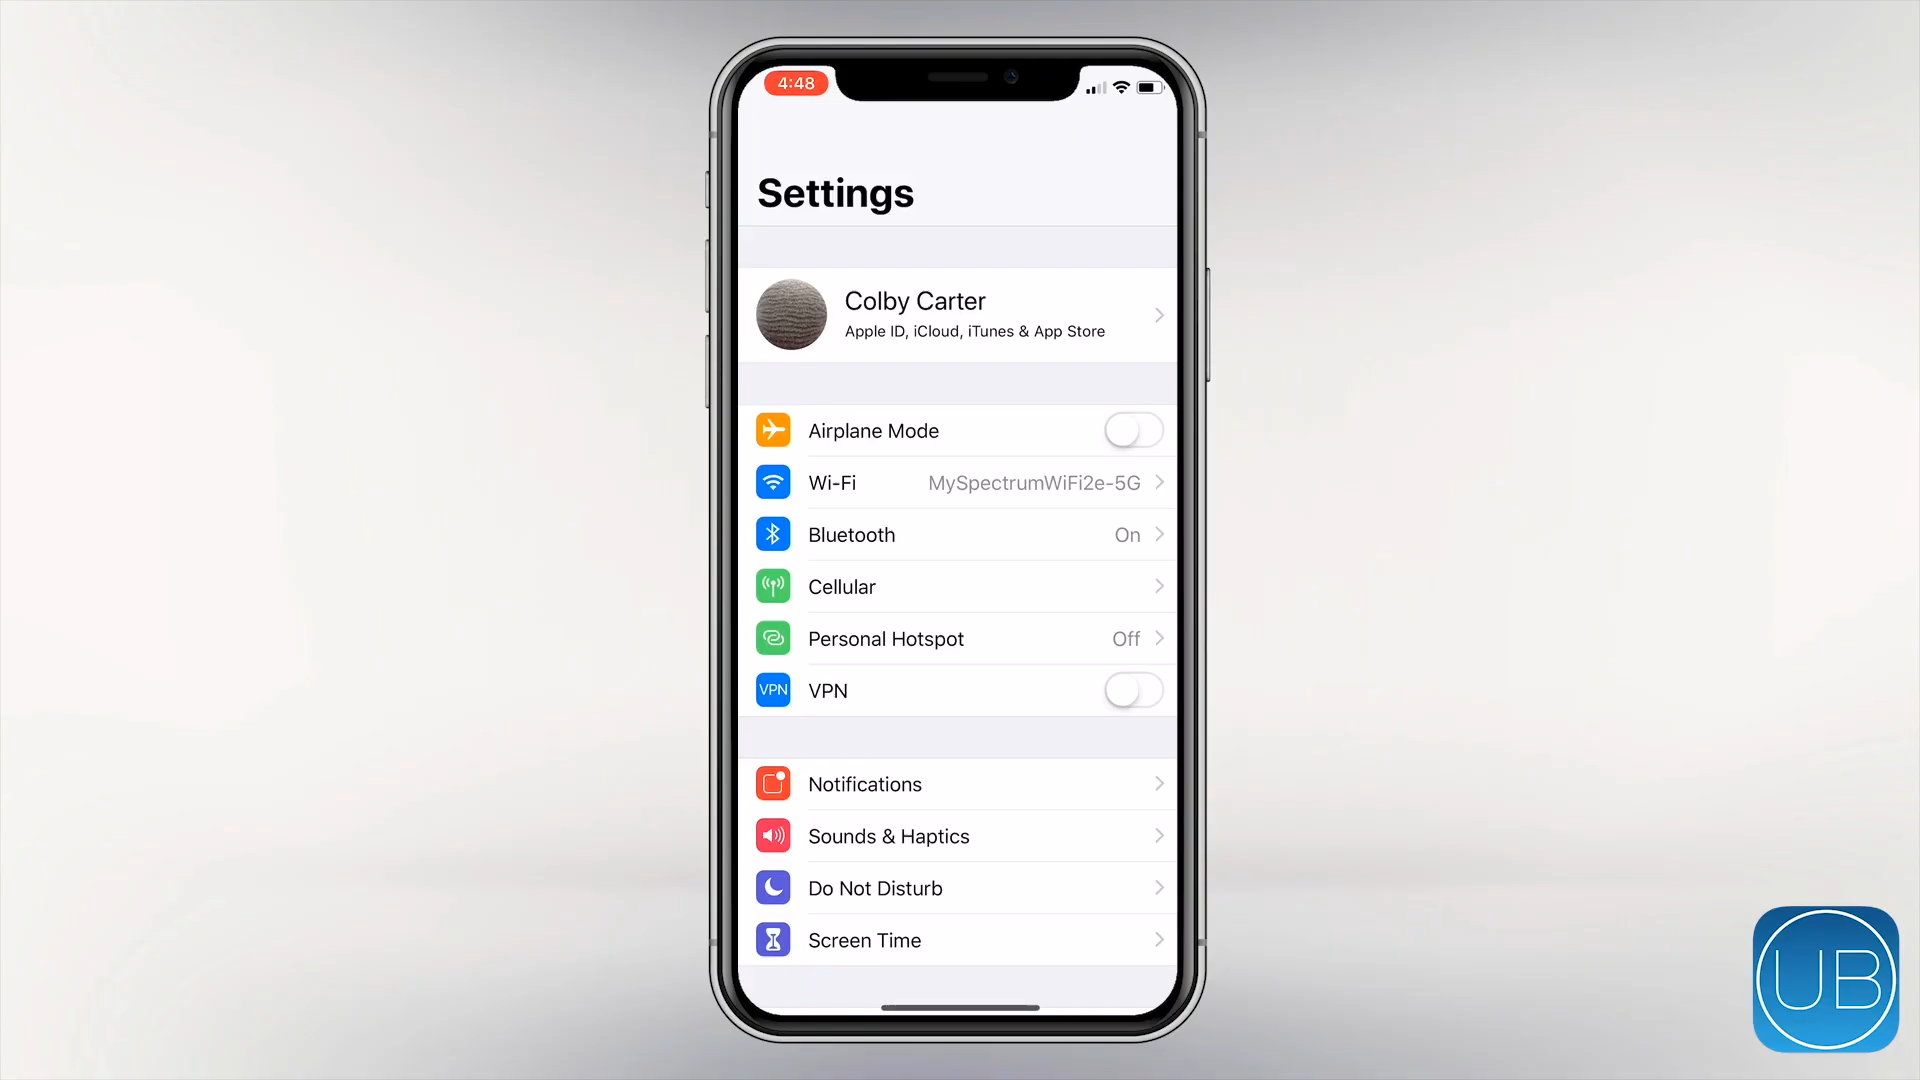 4:48
Settings
Colby Carter
Apple ID, iCloud, iTunes & App Store
Airplane Mode
Wi-Fi MySpectrumWiFi2e-5G
Bluetooth On
Cellular
Personal Hotspot Off
VPN VPN
Notifications
Sounds & Haptics
Do Not Disturb
Screen Time
UB